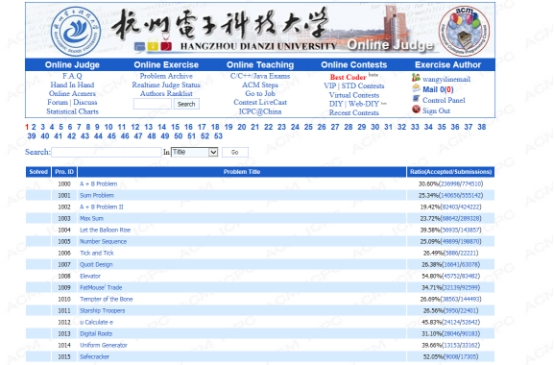 杭州電子科技大学
HANGZHOU DIANZI UNIVERSITY Online Judge
acm
Online Judge Online Exercise Online Teaching Online Contests Exercise Author
F.A.Q Problem Archive C/C++/Java Exams Best Coder beta wangyslinemail
Hand In Hand Realtime Judge Status ACM Steps VIP | STD Contests Mail 0(0)
Online Acmers Authors Ranklist Go to Job Virtual Contests Control Panel
Forum | Discuss Search Contest LiveCast DIY | Web-DIY Sign Out
Statistical Charts ICPC@China Recent Contests
1 2 3 4 5 6 7 8 9 10 11 12 13 14 15 16 17 18 19 20 21 22 23 24 25 26 27 28 29 30 31 32 33 34 35 36 37 38
39 40 41 42 43 44 45 46 47 48 49 50 51 52 53
Search: In Title Go
Solved Pro. ID Problem Title Ratio(Accepted/Submissions)
1000 A + B Problem 30.60%(236998/774510)
1001 Sum Problem 25.34%(140656/555142)
1002 A + B Problem II 19.42%(82403/424222)
1003 Max Sum 23.72%(68642/289328)
1004 Let the Balloon Rise 39.58%(56935/143857)
1005 Number Sequence 25.09%(49899/198870)
1006 Tick and Tick 26.49%(5886/22221)
1007 Quoit Design 26.38%(16641/63078)
1008 Elevator 54.80%(45752/83482)
1009 FatMouse' Trade 34.71%(32139/92599)
1010 Tempter of the Bone 26.69%(38563/144493)
1011 Starship Troopers 26.56%(5950/22401)
1012 u Calculate e 45.83%(24124/52642)
1013 Digital Roots 31.10%(28046/90183)
1014 Uniform Generator 39.66%(13153/33162)
1015 Safecracker 52.05%(9008/17305)